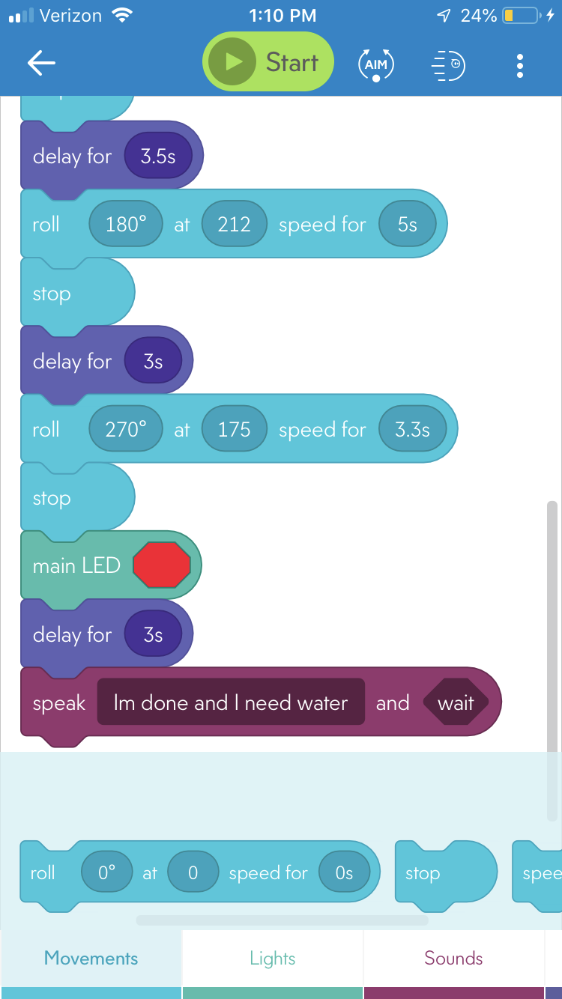 Verizon 1:10 PM 24%
Start AIM
delay for 3.5s
roll 180° at 212 speed for 5s
stop
delay for 3s
roll 270° at 175 speed for 3.3s
stop
main LED
delay for 3s
speak Im done and I need water and wait
roll 0° at 0 speed for 0s stop spee
Movements Lights Sounds